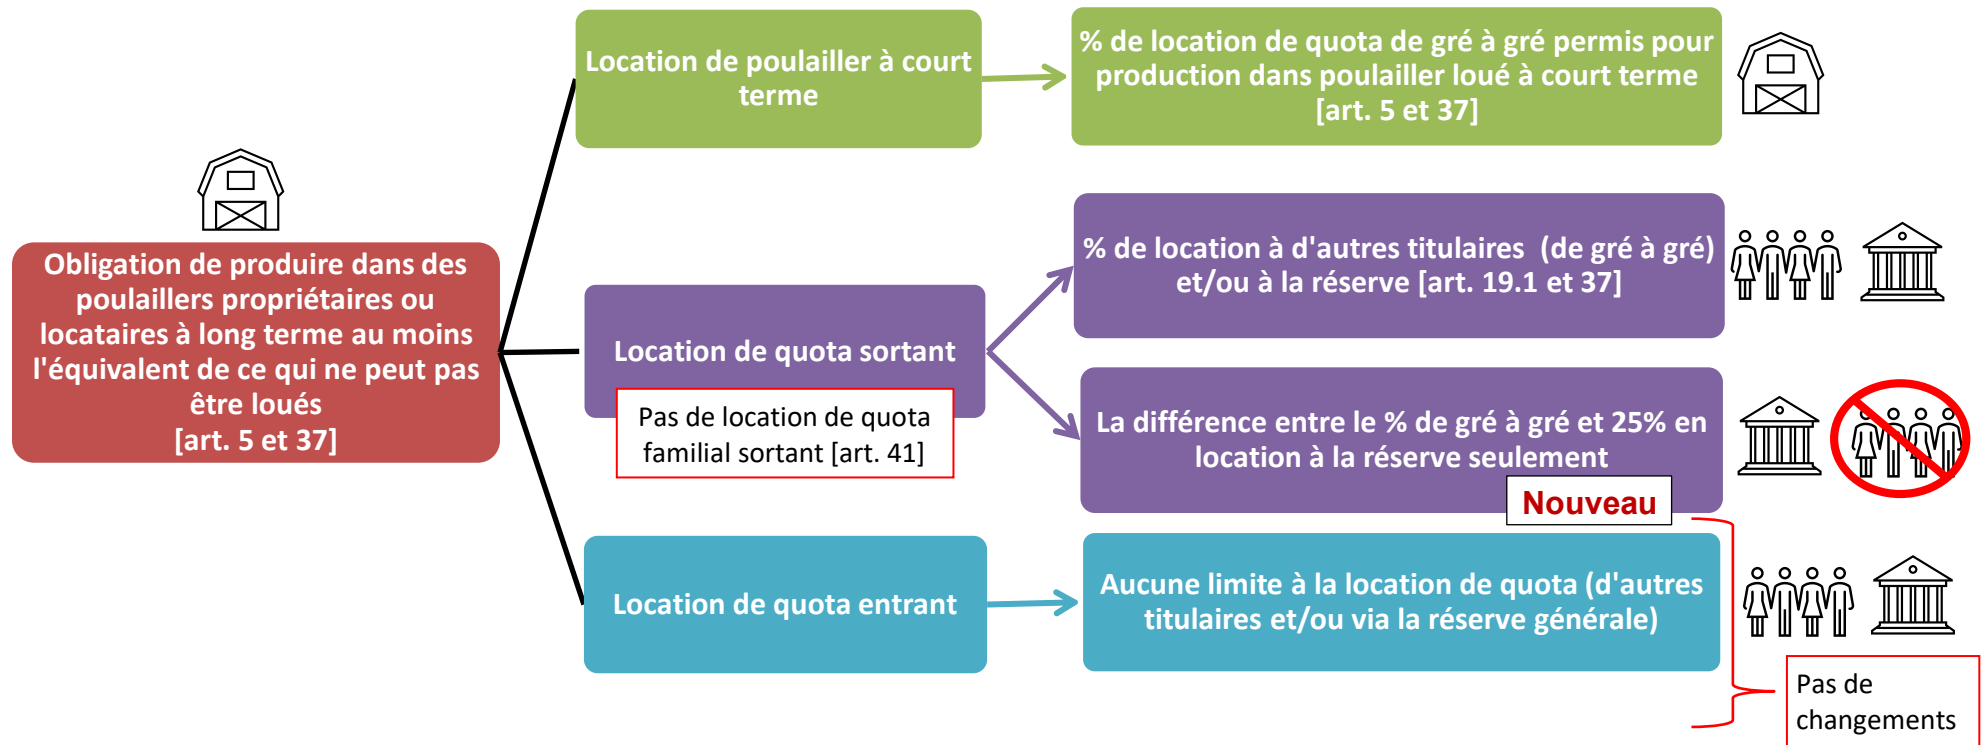 Obligation de produire dans des
poulaillers propriétaires ou
locataires à long terme au moins
l'équivalent de ce qui ne peut pas
être loués
[art. 5 et 37]
Location de poulailler à court
terme
% de location de quota de gré à gré permis pour
production dans poulailler loué à court terme
[art. 5 et 37]
Location de quota sortant
Pas de location de quota
familial sortant [art. 41]
% de location à d'autres titulaires (de gré à gré)
et/ou à la réserve [art. 19.1 et 37]
La différence entre le % de gré à gré et 25% en
location à la réserve seulement
Nouveau
Location de quota entrant
Aucune limite à la location de quota (d'autres
titulaires et/ou via la réserve générale)
Pas de
changements